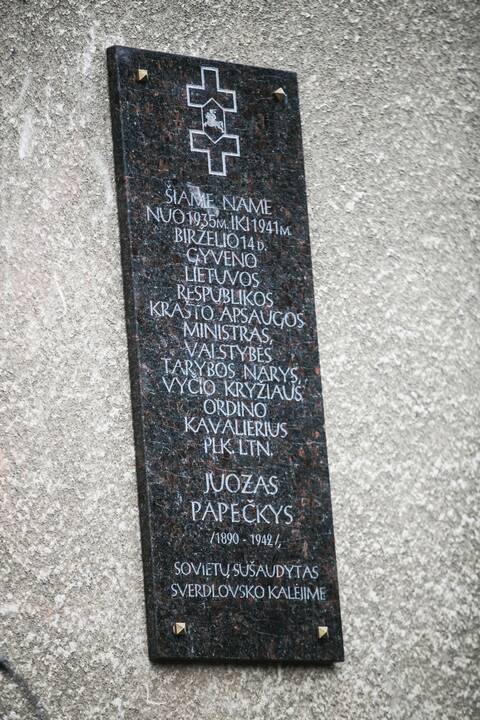 ŠIAME NAME
NUO 1935 M. IKI 1941 M.
BIRŽELIO 14 D.
GYVENO
LIETUVOS
RESPUBLIKOS
KRAŠTO APSAUGOS
MINISTRAS,
VALSTYBĖS
TARYBOS NARYS,
VYČIO KRYŽIAUS
ORDINO
KAVALIERIUS
PLK. LTN.
JUOZAS
PAPEČKYS
/1890 - 1942/,
SOVIETŲ SUŠAUDYTAS
SVERDLOVSKO KALĖJIME